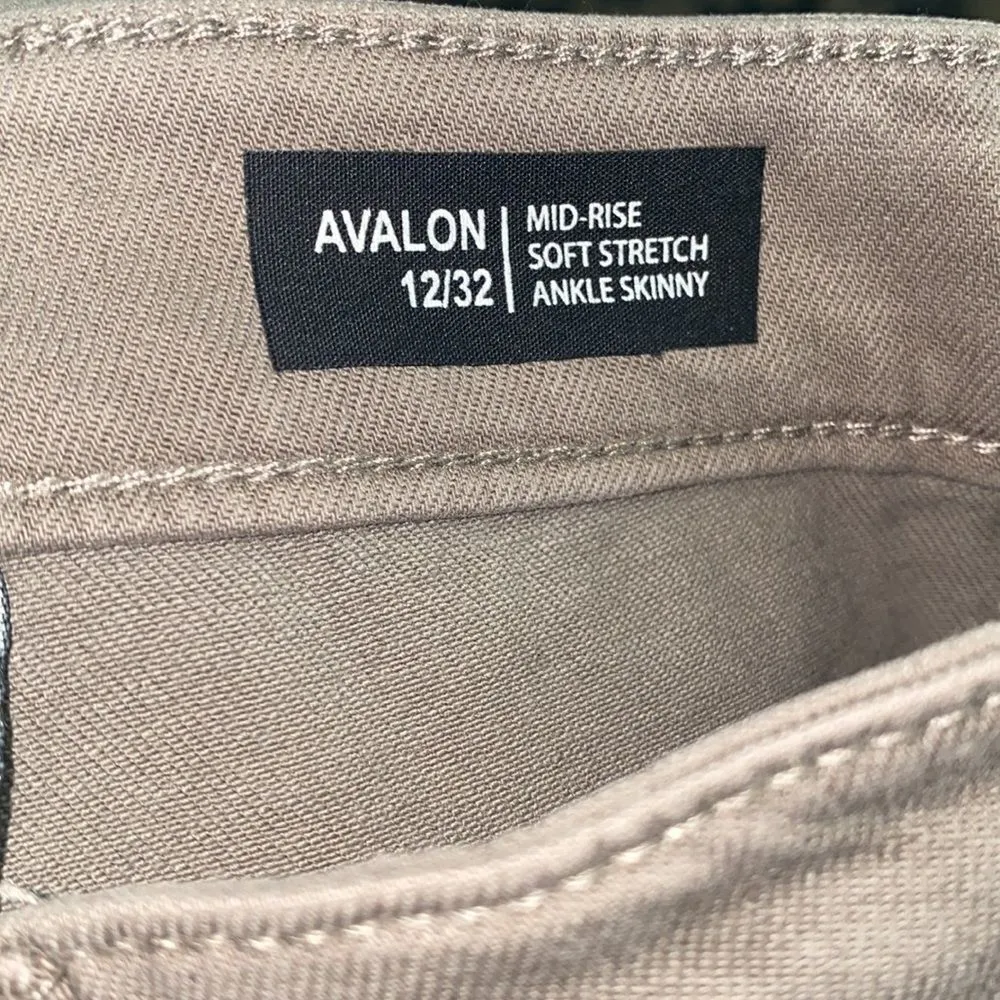 AVALON
12/32
MID-RISE
SOFT STRETCH
ANKLE SKINNY